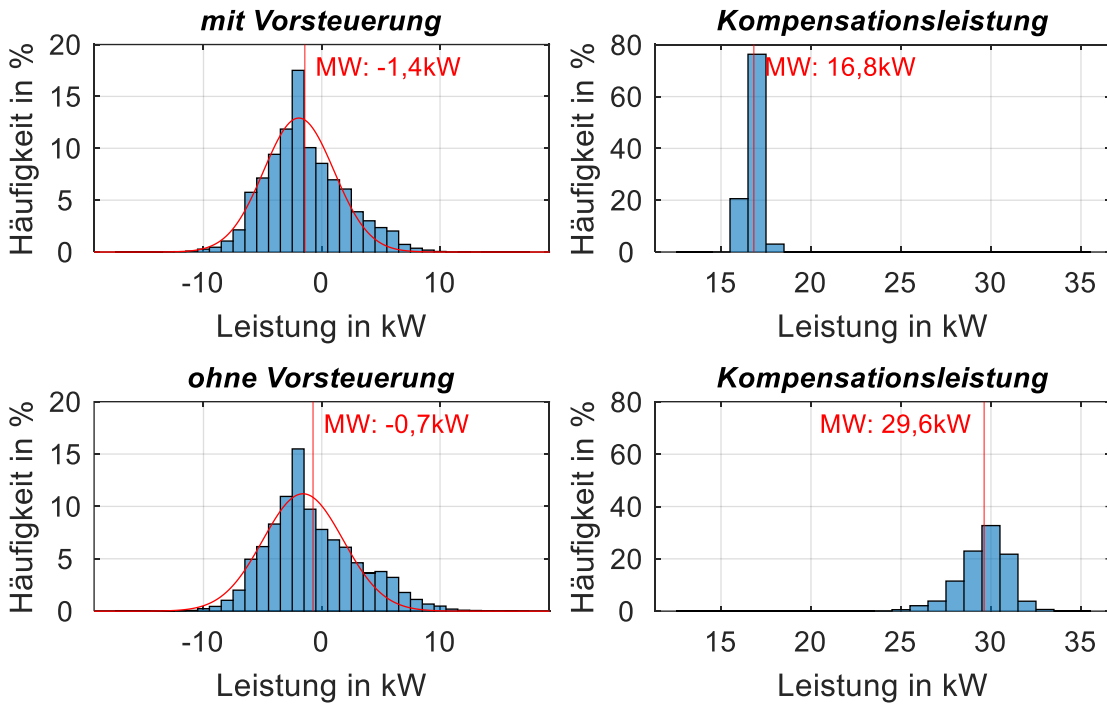 mit Vorsteuerung
Häufigkeit in %
20
15
10
5
0
MW: -1,4kW
-10
0
10
Leistung in kW
Kompensationsleistung
Häufigkeit in %
80
60
40
20
0
MW: 16,8kW
15
20
25
30
35
Leistung in kW
ohne Vorsteuerung
Häufigkeit in %
20
15
10
5
0
MW: -0,7kW
-10
0
10
Leistung in kW
Kompensationsleistung
Häufigkeit in %
80
60
40
20
0
MW: 29,6kW
15
20
25
30
35
Leistung in kW